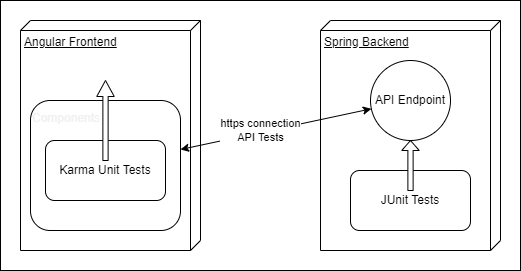 Angular Frontend
Spring Backend
Components
API Endpoint
https connection
API Tests
Karma Unit Tests
JUnit Tests